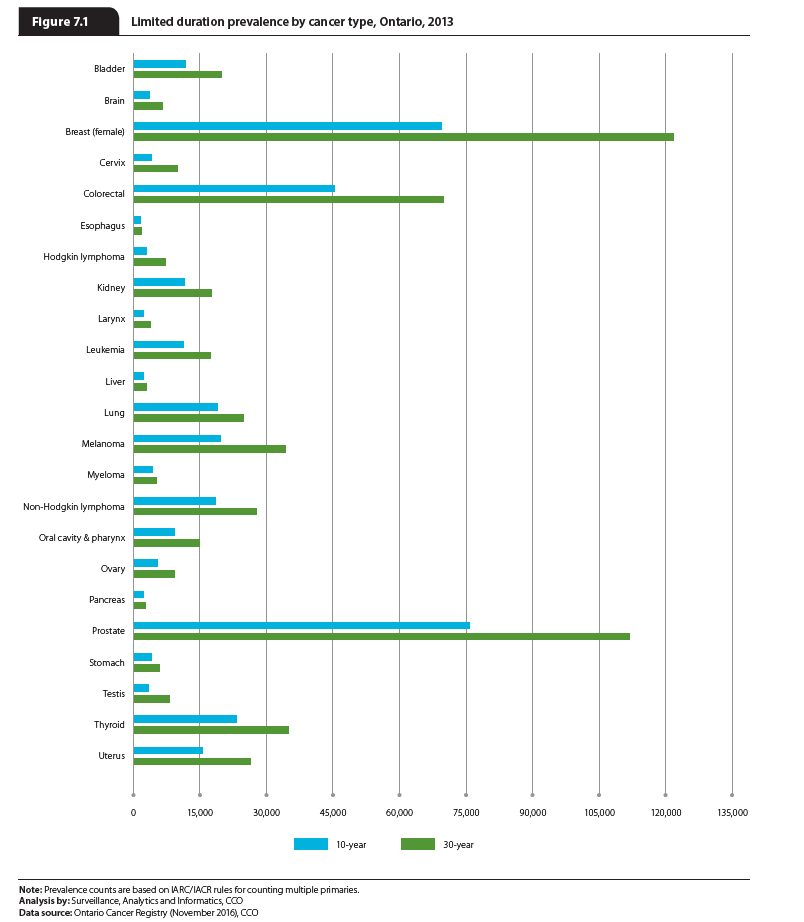 Figure 7.1
Limited duration prevalence by cancer type, Ontario, 2013
Bladder
Brain
Breast (female)
Cervix
Colorectal
Esophagus
Hodgkin lymphoma
Kidney
Larynx
Leukemia
Liver
Lung
Melanoma
Myeloma
Non-Hodgkin lymphoma
Oral cavity & pharynx
Ovary
Pancreas
Prostate
Stomach
Testis
Thyroid
Uterus
0 15,000 30,000 45,000 60,000 75,000 90,000 105,000 120,000 135,000
10-year 30-year
Note: Prevalence counts are based on IARC/IACR rules for counting multiple primaries.
Analysis by: Surveillance, Analytics and Informatics, CCO
Data source: Ontario Cancer Registry (November 2016), CCO